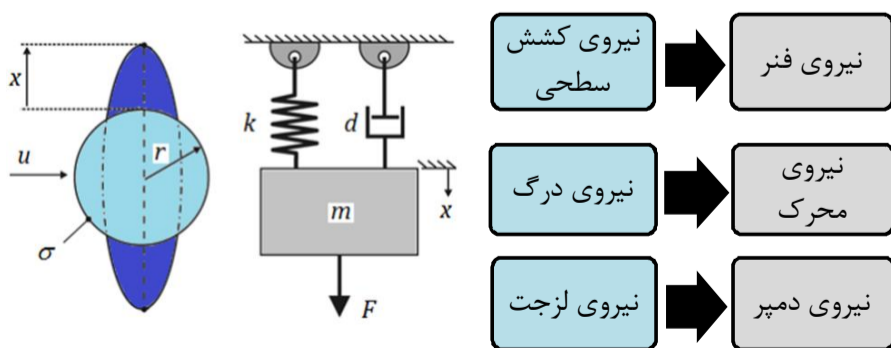 x
u
r
σ
k
d
m
x
F
نیروی کشش
سطحی
نیروی فنر
نیروی درگ
نیروی
محرک
نیروی لزجت
نیروی دمپر